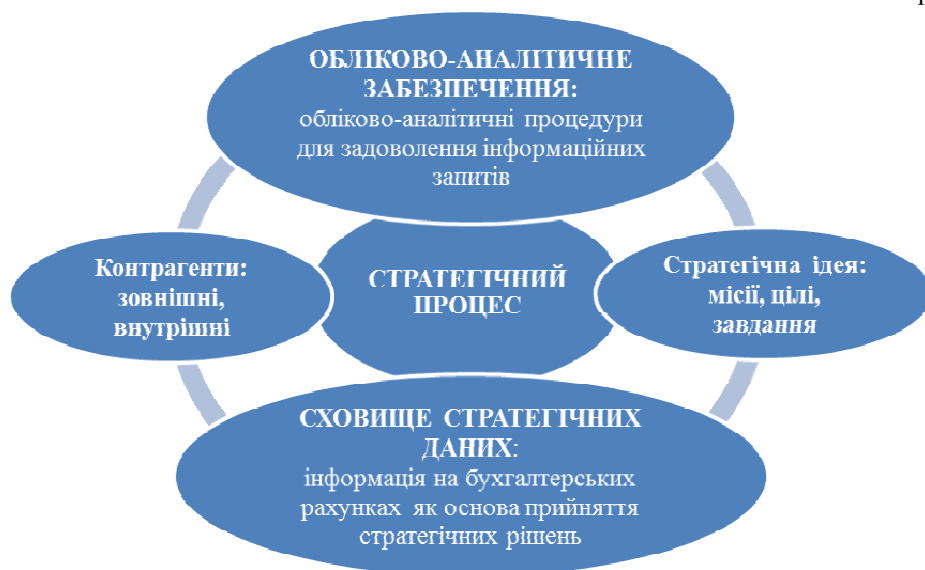 ОБЛІКОВО-АНАЛІТИЧНЕ
ЗАБЕЗПЕЧЕННЯ:
обліково-аналітичні процедури
для задоволення інформаційних
запитів
Контрагенти:
зовнішні,
внутрішні
СТРАТЕГІЧНИЙ
ПРОЦЕС
Стратегічна ідея:
місії, цілі,
завдання
СХОВИЩЕ СТРАТЕГІЧНИХ
ДАНИХ:
інформація на бухгалтерських
рахунках як основа прийняття
стратегічних рішень